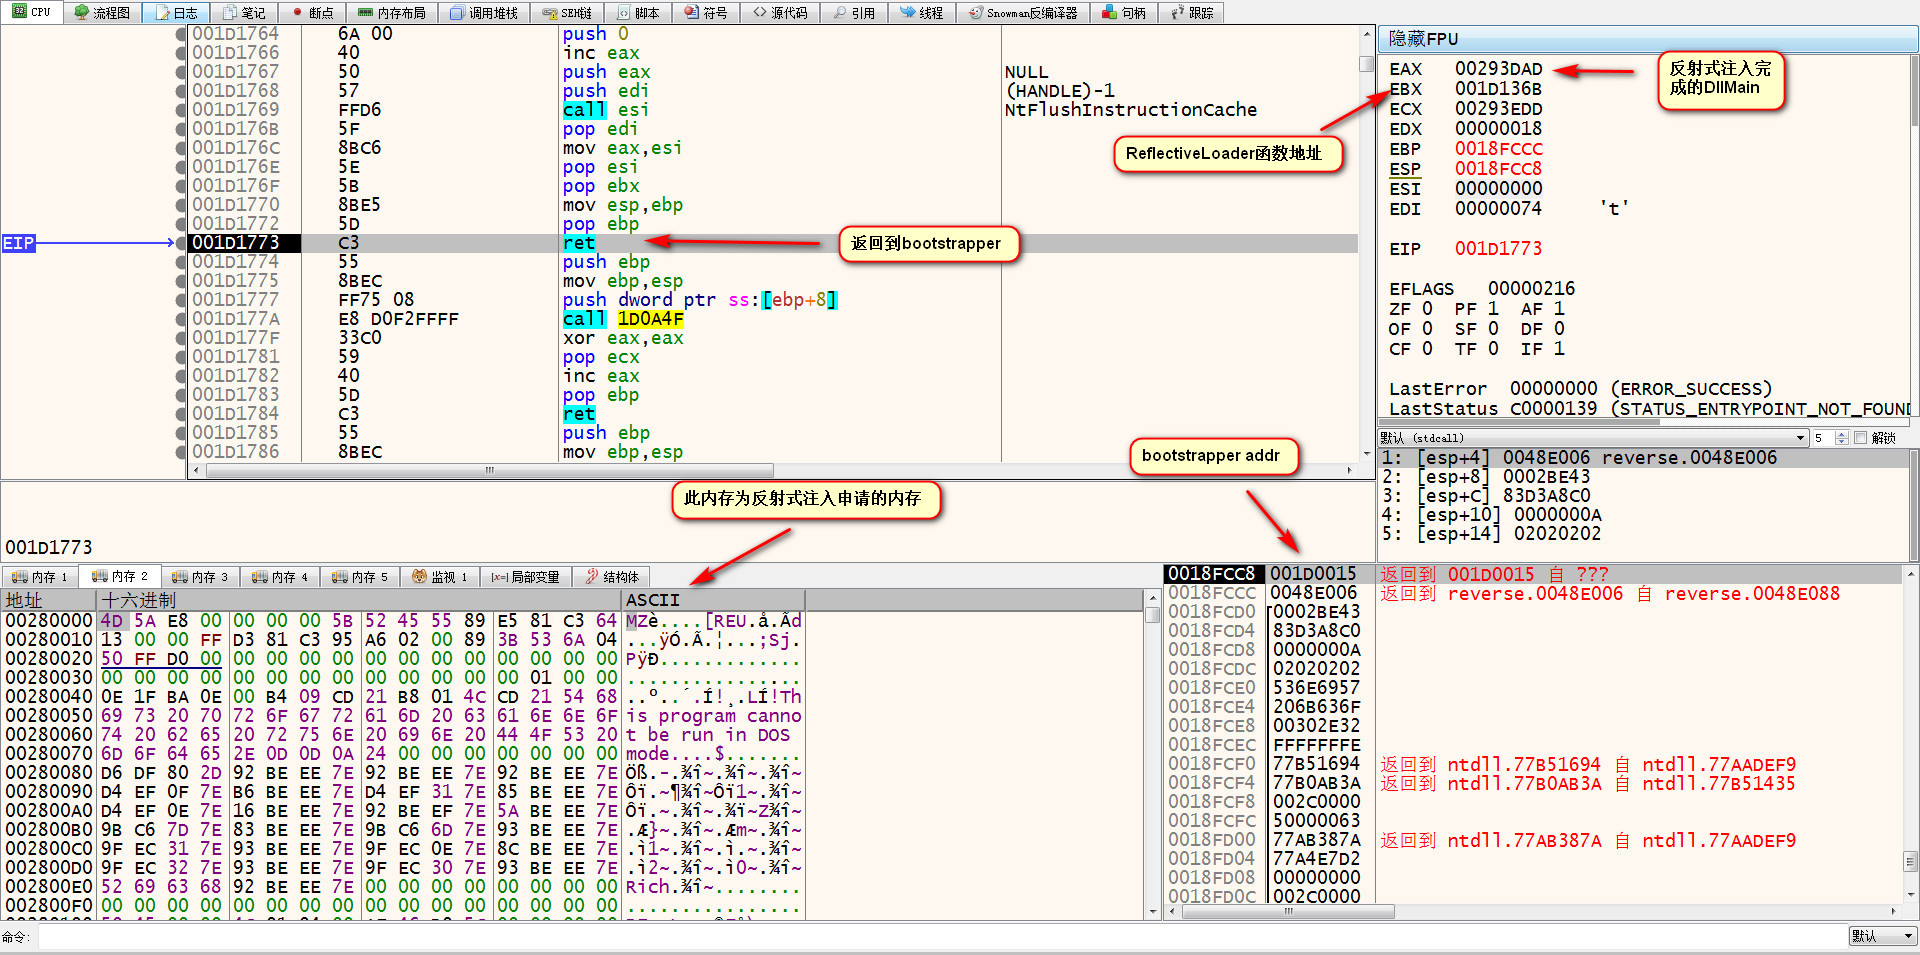 CPU 流程图 日志 笔记 断点 内存布局 调用堆栈 SEH链 脚本 符号 源代码 引用 线程 Snowman反编译器 句柄 跟踪
001D1764 6A 00 push 0
001D1766 40 inc eax
001D1767 50 push eax NULL
001D1768 57 push edi (HANDLE)-1
001D1769 FFD6 call esi NtFlushInstructionCache
001D176B 5F pop edi
001D176C 8BC6 mov eax,esi
001D176E 5E pop esi
001D176F 5B pop ebx
001D1770 8BE5 mov esp,ebp
001D1772 5D pop ebp
EIP 001D1773 C3 ret
001D1774 55 push ebp
001D1775 8BEC mov ebp,esp
001D1777 FF75 08 push dword ptr ss:[ebp+8]
001D177A E8 D0F2FFFF call 1D0A4F
001D177F 33C0 xor eax,eax
001D1781 59 pop ecx
001D1782 40 inc eax
001D1783 5D pop ebp
001D1784 C3 ret
001D1785 55 push ebp
001D1786 8BEC mov ebp,esp
返回到bootstrapper
ReflectiveLoader函数地址
反射式注入完
成的DllMain
隐藏FPU
EAX 00293DAD
EBX 001D136B
ECX 00293EDD
EDX 00000018
EBP 0018FCCC
ESP 0018FCC8
ESI 00000000
EDI 00000074 't'
EIP 001D1773
EFLAGS 00000216
ZF 0 PF 1 AF 1
OF 0 SF 0 DF 0
CF 0 TF 0 IF 1
LastError 00000000 (ERROR_SUCCESS)
LastStatus C0000139 (STATUS_ENTRYPOINT_NOT_FOUND
默认 (stdcall) 5 解锁
1: [esp+4] 0048E006 reverse.0048E006
2: [esp+8] 0002BE43
3: [esp+C] 83D3A8C0
4: [esp+10] 0000000A
5: [esp+14] 02020202
bootstrapper addr
此内存为反射式注入申请的内存
001D1773
内存 1 内存 2 内存 3 内存 4 内存 5 监视 1 [x=]局部变量 结构体
地址 十六进制 ASCII
00280000 4D 5A E8 00 00 00 00 5B 52 45 55 89 E5 81 C3 64 MZè....[REU.å.Ãd
00280010 13 00 00 FF D3 81 C3 95 A6 02 00 89 3B 53 6A 04 ...ÿÓ.Ã.¦...;Sj.
00280020 50 FF D0 00 00 00 00 00 00 00 00 00 00 00 00 00 PÿÐ.............
00280030 00 00 00 00 00 00 00 00 00 00 00 00 00 01 00 00 ................
00280040 0E 1F BA 0E 00 B4 09 CD 21 B8 01 4C CD 21 54 68 ..º..´.Í!¸.LÍ!Th
00280050 69 73 20 70 72 6F 67 72 61 6D 20 63 61 6E 6E 6F is program canno
00280060 74 20 62 65 20 72 75 6E 20 69 6E 20 44 4F 53 20 t be run in DOS
00280070 6D 6F 64 65 2E 0D 0D 0A 24 00 00 00 00 00 00 00 mode....$.......
00280080 D6 DF 80 2D 92 BE EE 7E 92 BE EE 7E 92 BE EE 7E Öß.-.¾î~.¾î~.¾î~
00280090 D4 EF 0F 7E B6 BE EE 7E D4 EF 31 7E 85 BE EE 7E Ôï.~¶¾î~Ôï1~.¾î~
002800A0 D4 EF 0E 7E 16 BE EE 7E 92 BE EF 7E 5A BE EE 7E Ôï.~.¾î~.¾ï~Z¾î~
002800B0 9B C6 7D 7E 83 BE EE 7E 9B C6 6D 7E 93 BE EE 7E .Æ}~.¾î~.Æm~.¾î~
002800C0 9F EC 31 7E 93 BE EE 7E 9F EC 0E 7E 8C BE EE 7E .ì1~.¾î~.ì.~.¾î~
002800D0 9F EC 32 7E 93 BE EE 7E 9F EC 30 7E 93 BE EE 7E .ì2~.¾î~.ì0~.¾î~
002800E0 52 69 63 68 92 BE EE 7E 00 00 00 00 00 00 00 00 Rich.¾î~........
002800F0 00 00 00 00 00 00 00 00 00 00 00 00 00 00 00 00 ................
0018FCC8 001D0015 返回到 001D0015 自 ???
0018FCCC 0048E006 返回到 reverse.0048E006 自 reverse.0048E088
0018FCD0 0002BE43
0018FCD4 83D3A8C0
0018FCD8 0000000A
0018FCDC 02020202
0018FCE0 536E6957
0018FCE4 206B636F
0018FCE8 00302E32
0018FCEC FFFFFFFE
0018FCF0 77B51694 返回到 ntdll.77B51694 自 ntdll.77AADEF9
0018FCF4 77B0AB3A 返回到 ntdll.77B0AB3A 自 ntdll.77B51435
0018FCF8 002C0000
0018FCFC 50000063
0018FD00 77AB387A 返回到 ntdll.77AB387A 自 ntdll.77AADEF9
0018FD04 77A4E7D2
0018FD08 00000000
0018FD0C 002C0000
命令: 默认